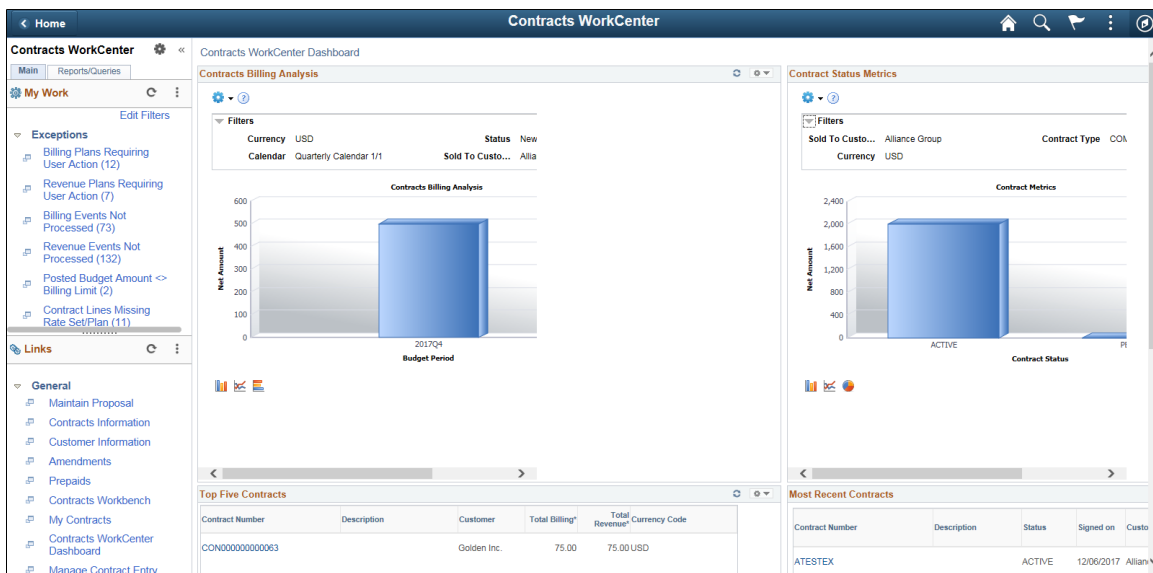 Home
Contracts WorkCenter
Contracts WorkCenter
«
Main
Reports/Queries
My Work
Edit Filters
Exceptions
Billing Plans Requiring
User Action (12)
Revenue Plans Requiring
User Action (7)
Billing Events Not
Processed (73)
Revenue Events Not
Processed (132)
Posted Budget Amount <>
Billing Limit (2)
Contract Lines Missing
Rate Set/Plan (11)
Links
General
Maintain Proposal
Contracts Information
Customer Information
Amendments
Prepaids
Contracts Workbench
My Contracts
Contracts WorkCenter
Dashboard
Manage Contract Entry
Contracts WorkCenter Dashboard
Contracts Billing Analysis
Filters
Currency USD Status New
Calendar Quarterly Calendar 1/1 Sold To Custo... Allia
Contracts Billing Analysis
Net Amount
600
500
400
300
200
100
0
2017Q4
Budget Period
Contract Status Metrics
Filters
Sold To Custo... Alliance Group Contract Type COM
Currency USD
Contract Metrics
Net Amount
2,400
2,000
1,600
1,200
800
400
0
ACTIVE
Contract Status
Top Five Contracts
Contract Number Description Customer Total Billing* Total Revenue* Currency Code
CON000000000063 Golden Inc. 75.00 75.00 USD
Most Recent Contracts
Contract Number Description Status Signed on Custo
ATESTEX ACTIVE 12/06/2017 Allian